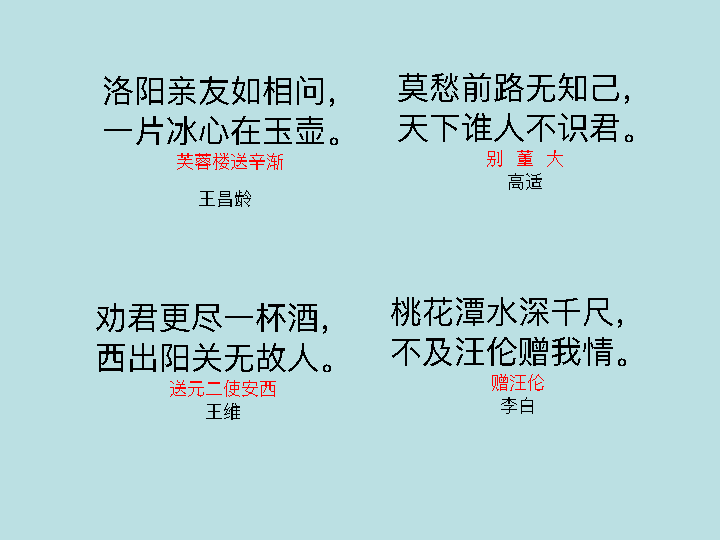 洛阳亲友如相问，
一片冰心在玉壶。
芙蓉楼送辛渐
王昌龄
莫愁前路无知己，
天下谁人不识君。
别 董 大
高适
劝君更尽一杯酒，
西出阳关无故人。
送元二使安西
王维
桃花潭水深千尺，
不及汪伦赠我情。
赠汪伦
李白